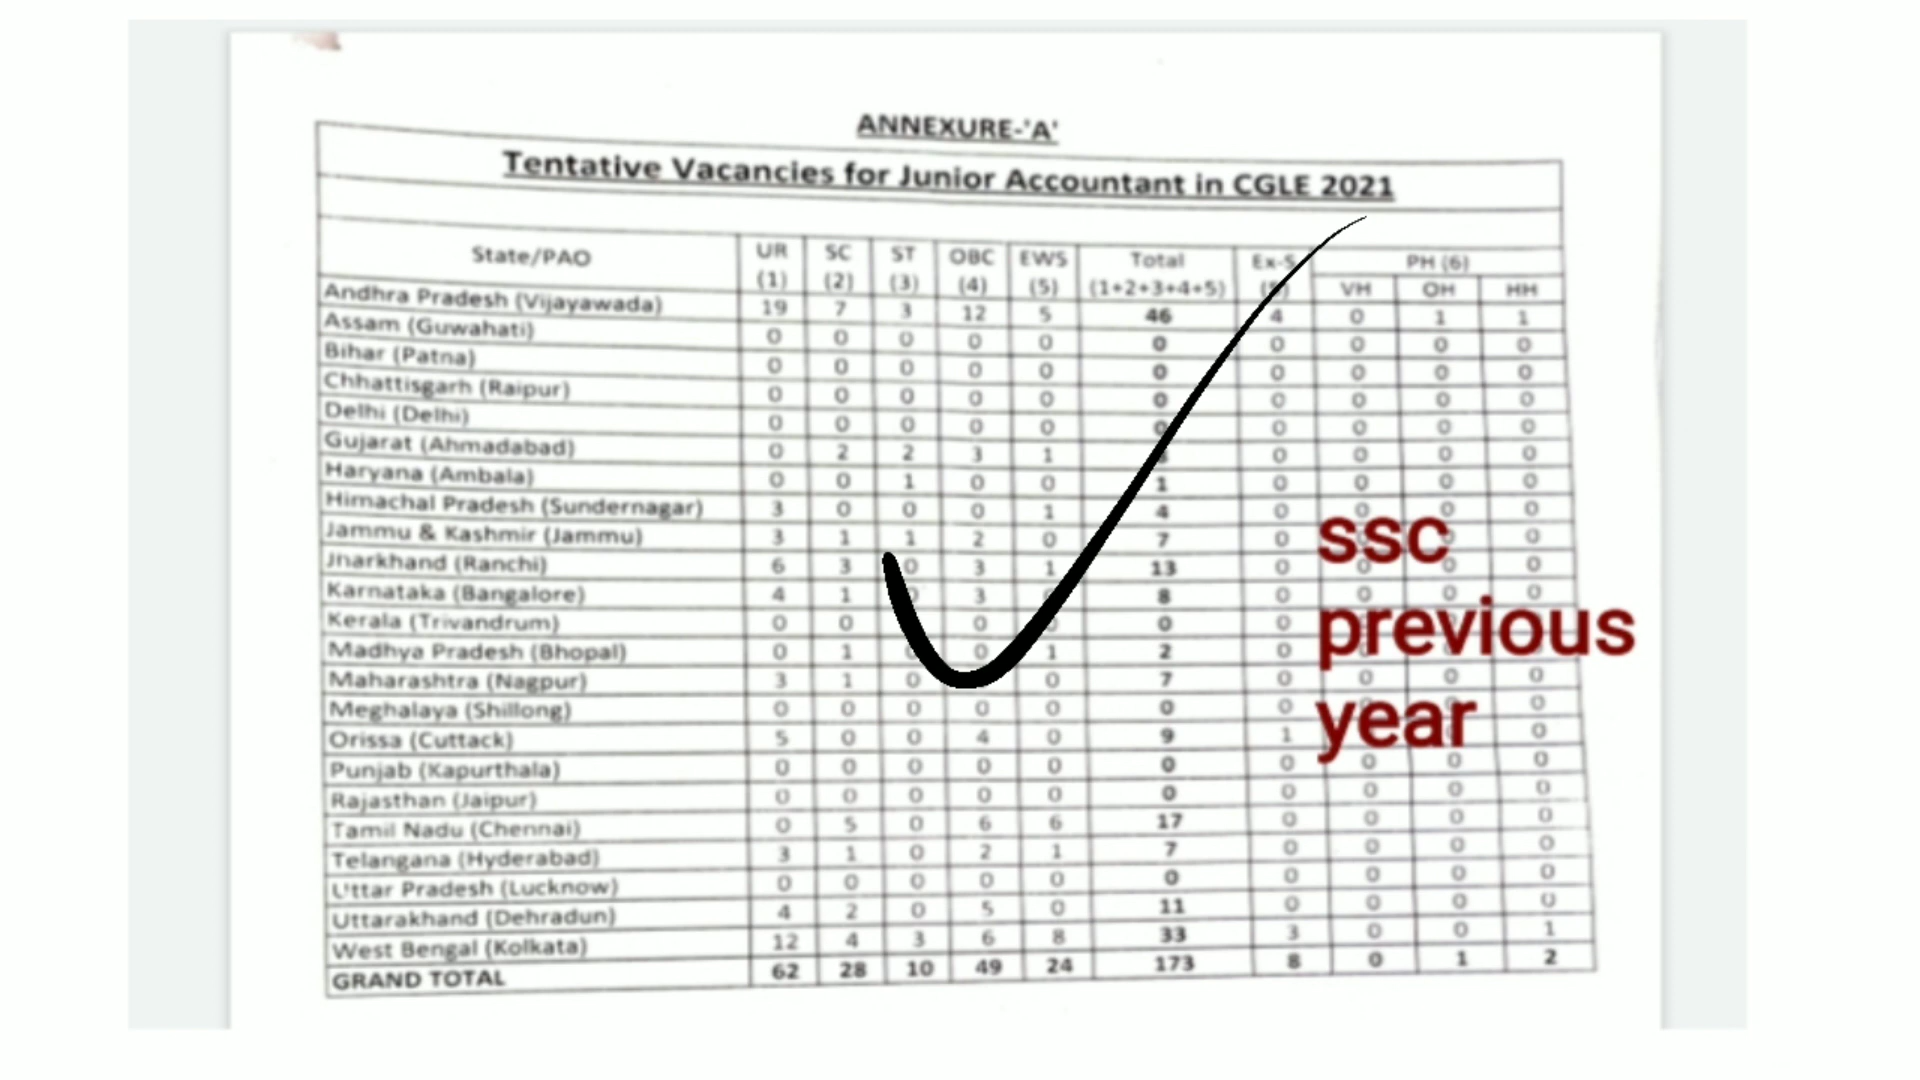 ANNEXURE-'A'
Tentative Vacancies for Junior Accountant in CGLE 2021
State/PAO UR SC ST OBC EWS Total Ex-S PH (6)
(1) (2) (3) (4) (5) (1+2+3+4+5) VH OH HH
Andhra Pradesh (Vijayawada) 19 7 3 12 5 46 4 0 1 1
Assam (Guwahati) 0 0 0 0 0 0 0 0 0 0
Bihar (Patna) 0 0 0 0 0 0 0 0 0 0
Chhattisgarh (Raipur) 0 0 0 0 0 0 0 0 0 0
Delhi (Delhi) 0 0 0 0 0 0 0 0 0 0
Gujarat (Ahmadabad) 0 2 2 3 1 0 0 0 0
Haryana (Ambala) 0 0 1 0 0 1 0 0 0 0
Himachal Pradesh (Sundernagar) 3 0 0 0 1 4 0 0 0 0
Jammu & Kashmir (Jammu) 3 1 1 2 0 7 0 0
Jharkhand (Ranchi) 6 3 0 3 1 13 0 0 0 0
Karnataka (Bangalore) 4 1 0 3 8 0 0 0 0
Kerala (Trivandrum) 0 0 0 0 0 0
Madhya Pradesh (Bhopal) 0 1 0 1 2 0
Maharashtra (Nagpur) 3 1 0 0 7 0 0 0 0
Meghalaya (Shillong) 0 0 0 0 0 0 0 0
Orissa (Cuttack) 5 0 0 4 0 9 1 0
Punjab (Kapurthala) 0 0 0 0 0 0 0 0 0 0
Rajasthan (Jaipur) 0 0 0 0 0 0 0 0 0 0
Tamil Nadu (Chennai) 0 5 0 6 6 17 0 0 0 0
Telangana (Hyderabad) 3 1 0 2 1 7 0 0 0 0
Uttar Pradesh (Lucknow) 0 0 0 0 0 0 0 0 0 0
Uttarakhand (Dehradun) 4 2 0 5 0 11 0 0 0 0
West Bengal (Kolkata) 12 4 3 6 8 33 3 0 0 1
GRAND TOTAL 62 28 10 49 24 173 8 0 1 2
ssc
previous
year